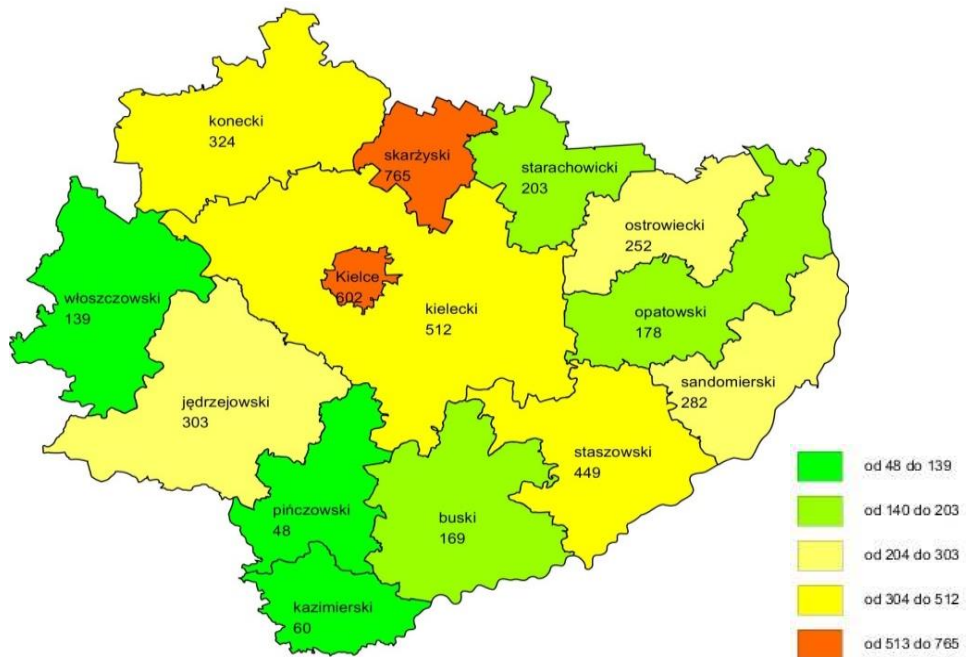 konecki
324
skarżyski
765
starachowicki
203
ostrowiecki
252
Kielce
602
włoszczowski
139
kielecki
512
opatowski
178
sandomierski
282
jędrzejowski
303
staszowski
449
pińczowski
48
buski
169
kazimierski
60
od 48 do 139
od 140 do 203
od 204 do 303
od 304 do 512
od 513 do 765